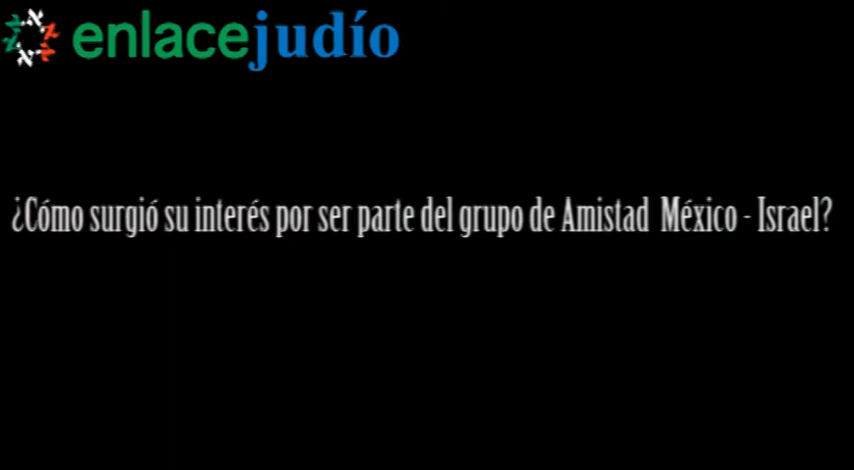 enlacejudío
¿Cómo surgió su interés por ser parte del grupo de Amistad México - Israel?